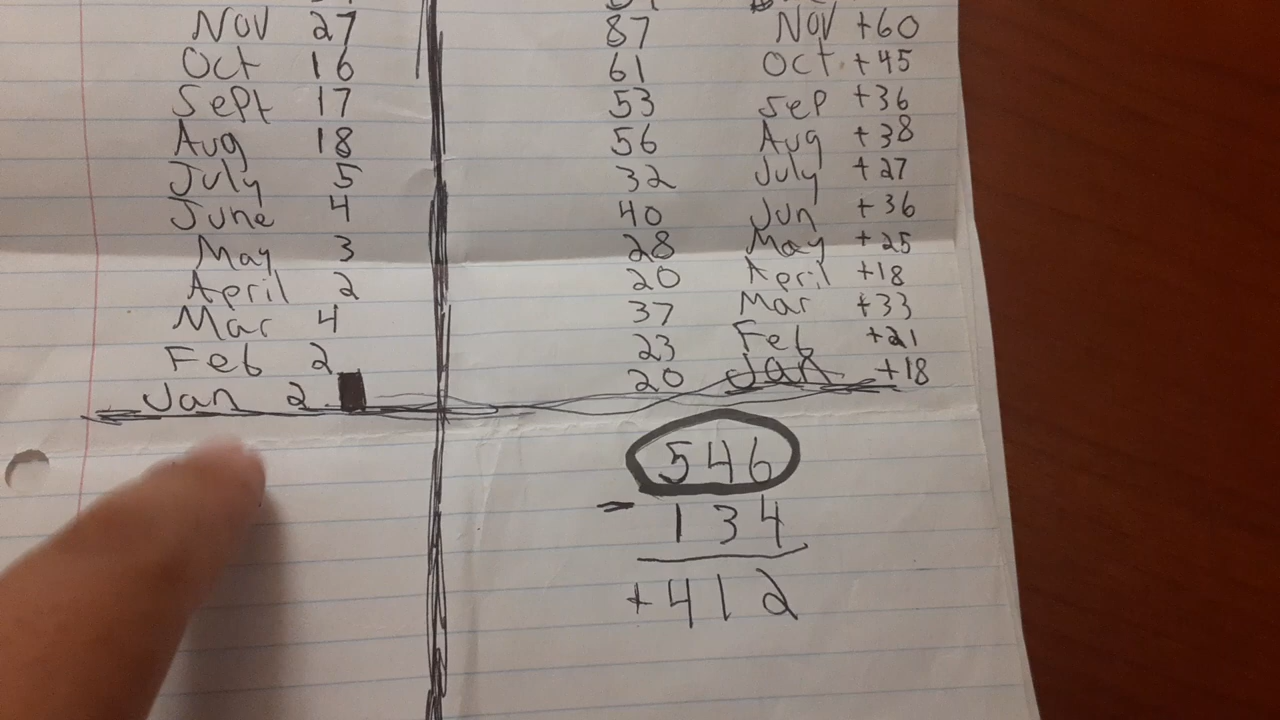 Nov 27 87 Nov +60
Oct 16 61 Oct +45
Sept 17 53 Sep +36
Aug 18 56 Aug +38
July 5 32 July +27
June 4 40 Jun +36
May 3 28 May +25
April 2 20 April +18
Mar 4 37 Mar +33
Feb 2 23 Feb +21
Jan 2 20 Jan +18
546
- 134
+412